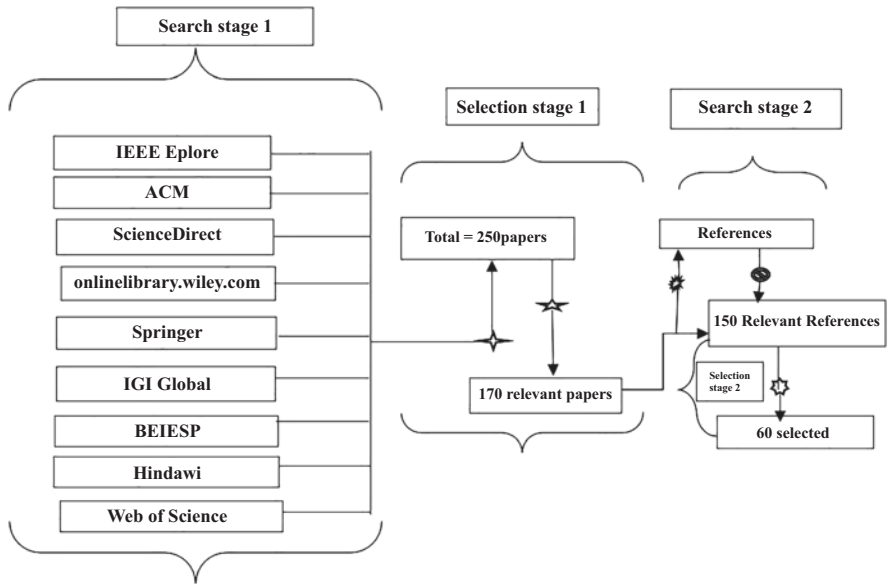 Search stage 1
IEEE Eplore
ACM
ScienceDirect
onlinelibrary.wiley.com
Springer
IGI Global
BEIESP
Hindawi
Web of Science
Selection stage 1
Total = 250papers
170 relevant papers
Search stage 2
References
150 Relevant References
Selection
stage 2
60 selected